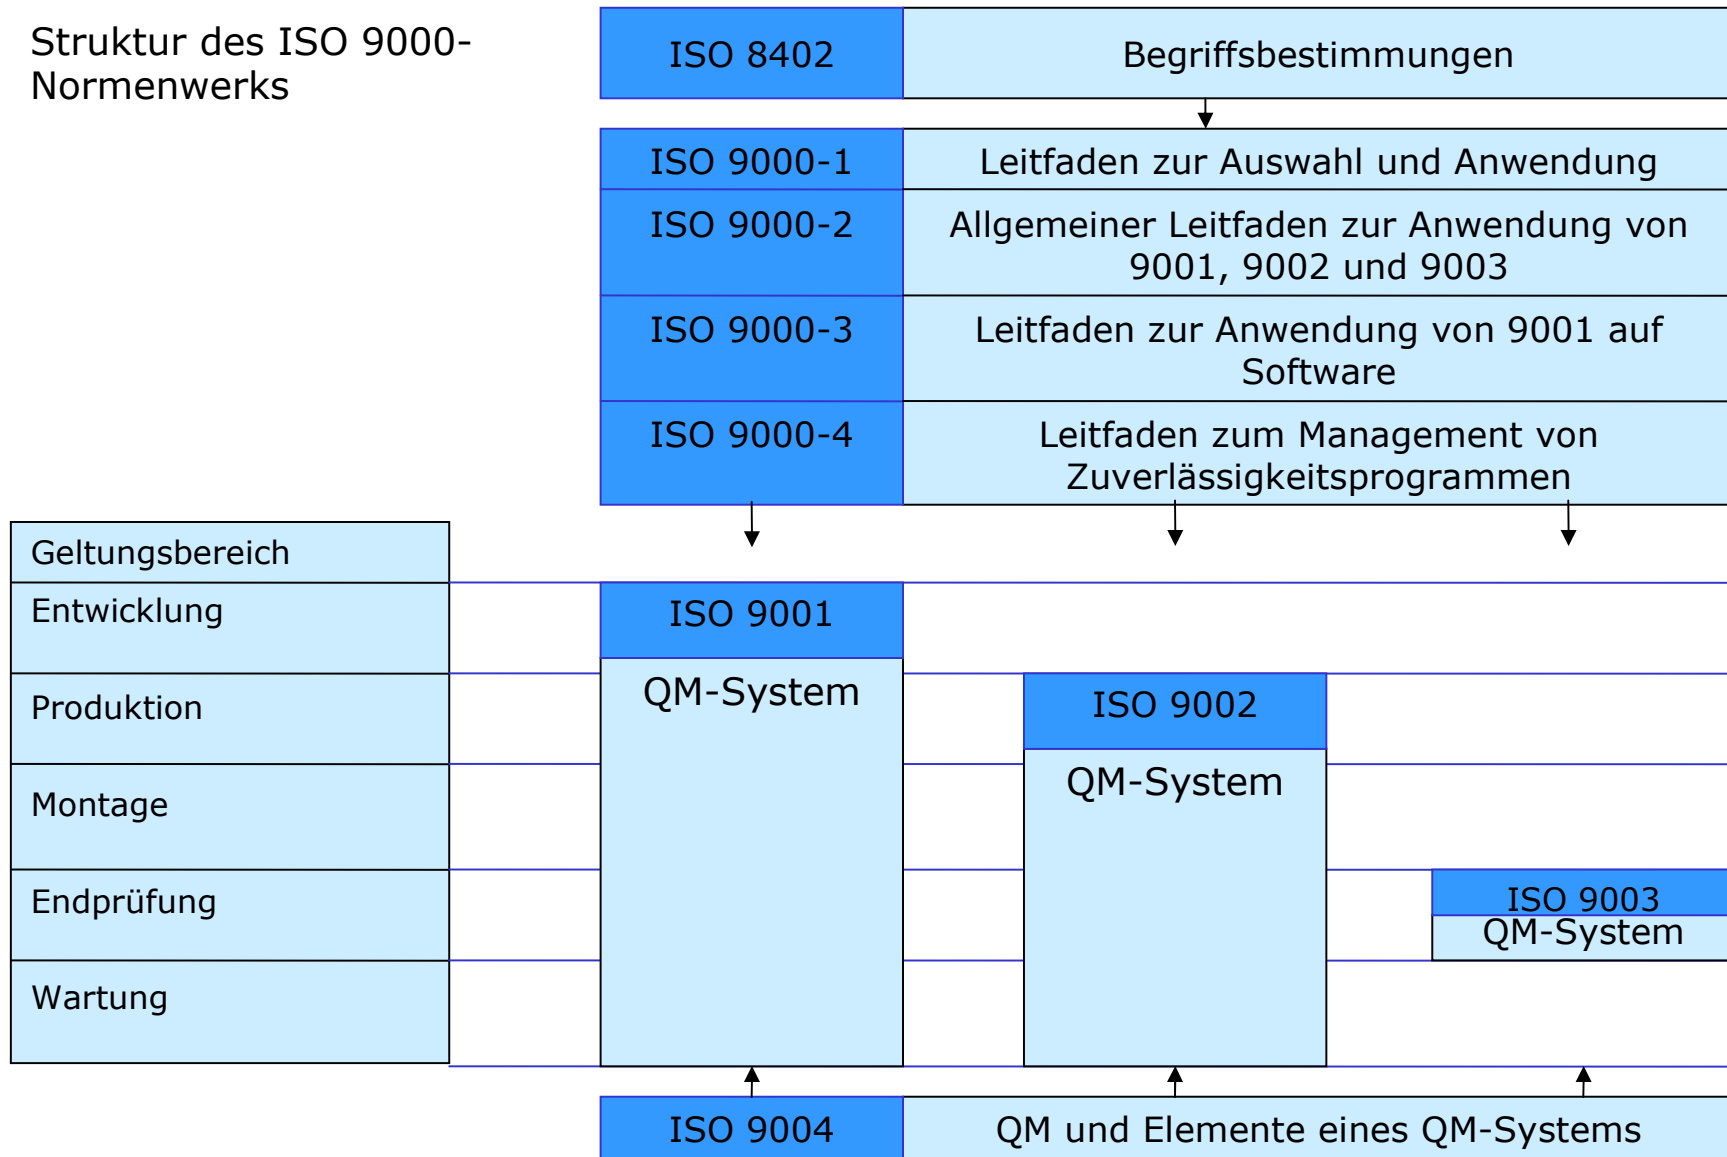 Struktur des ISO 9000-
Normenwerks
ISO 8402
Begriffsbestimmungen
ISO 9000-1
Leitfaden zur Auswahl und Anwendung
ISO 9000-2
Allgemeiner Leitfaden zur Anwendung von
9001, 9002 und 9003
ISO 9000-3
Leitfaden zur Anwendung von 9001 auf
Software
ISO 9000-4
Leitfaden zum Management von
Zuverlässigkeitsprogrammen
Geltungsbereich
Entwicklung
Produktion
Montage
Endprüfung
Wartung
ISO 9001
QM-System
ISO 9002
QM-System
ISO 9003
QM-System
ISO 9004
QM und Elemente eines QM-Systems